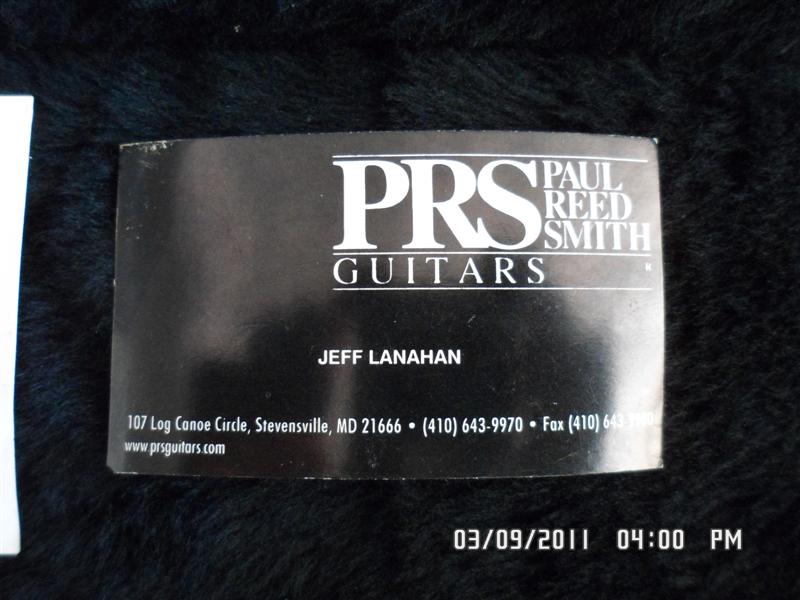 PRS PAUL REED SMITH
GUITARS ®
JEFF LANAHAN
107 Log Canoe Circle, Stevensville, MD 21666 • (410) 643-9970 • Fax (410)
www.prsguitars.com
03/09/2011 04:00 PM